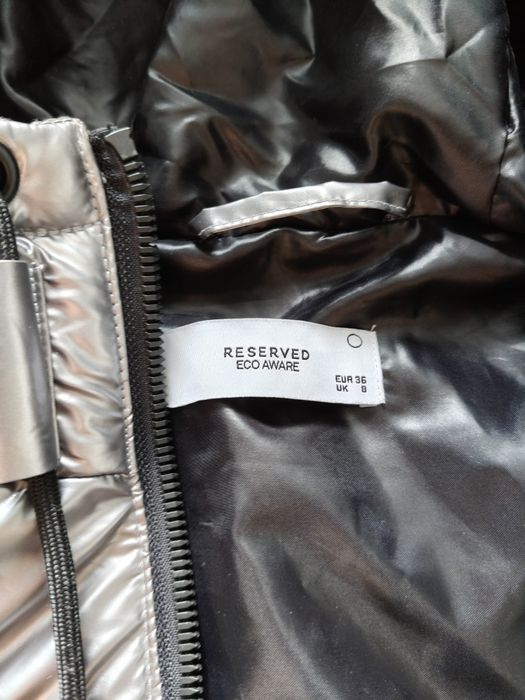 RESERVED
ECO AWARE
EUR 36
UK 8